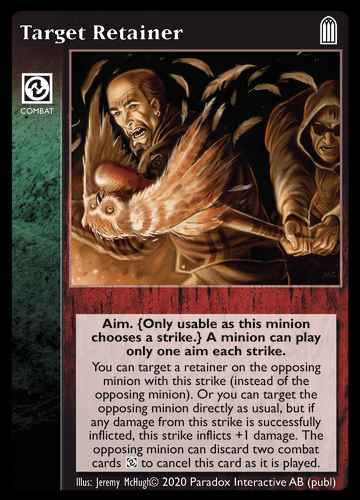 Target Retainer
COMBAT
Aim. {Only usable as this minion
chooses a strike.} A minion can play
only one aim each strike.
You can target a retainer on the opposing
minion with this strike (instead of the
opposing minion). Or you can target the
opposing minion directly as usual, but if
any damage from this strike is successfully
inflicted, this strike inflicts +1 damage. The
opposing minion can discard two combat
cards to cancel this card as it is played.
Illus: Jeremy McHugh© 2020 Paradox Interactive AB (publ)